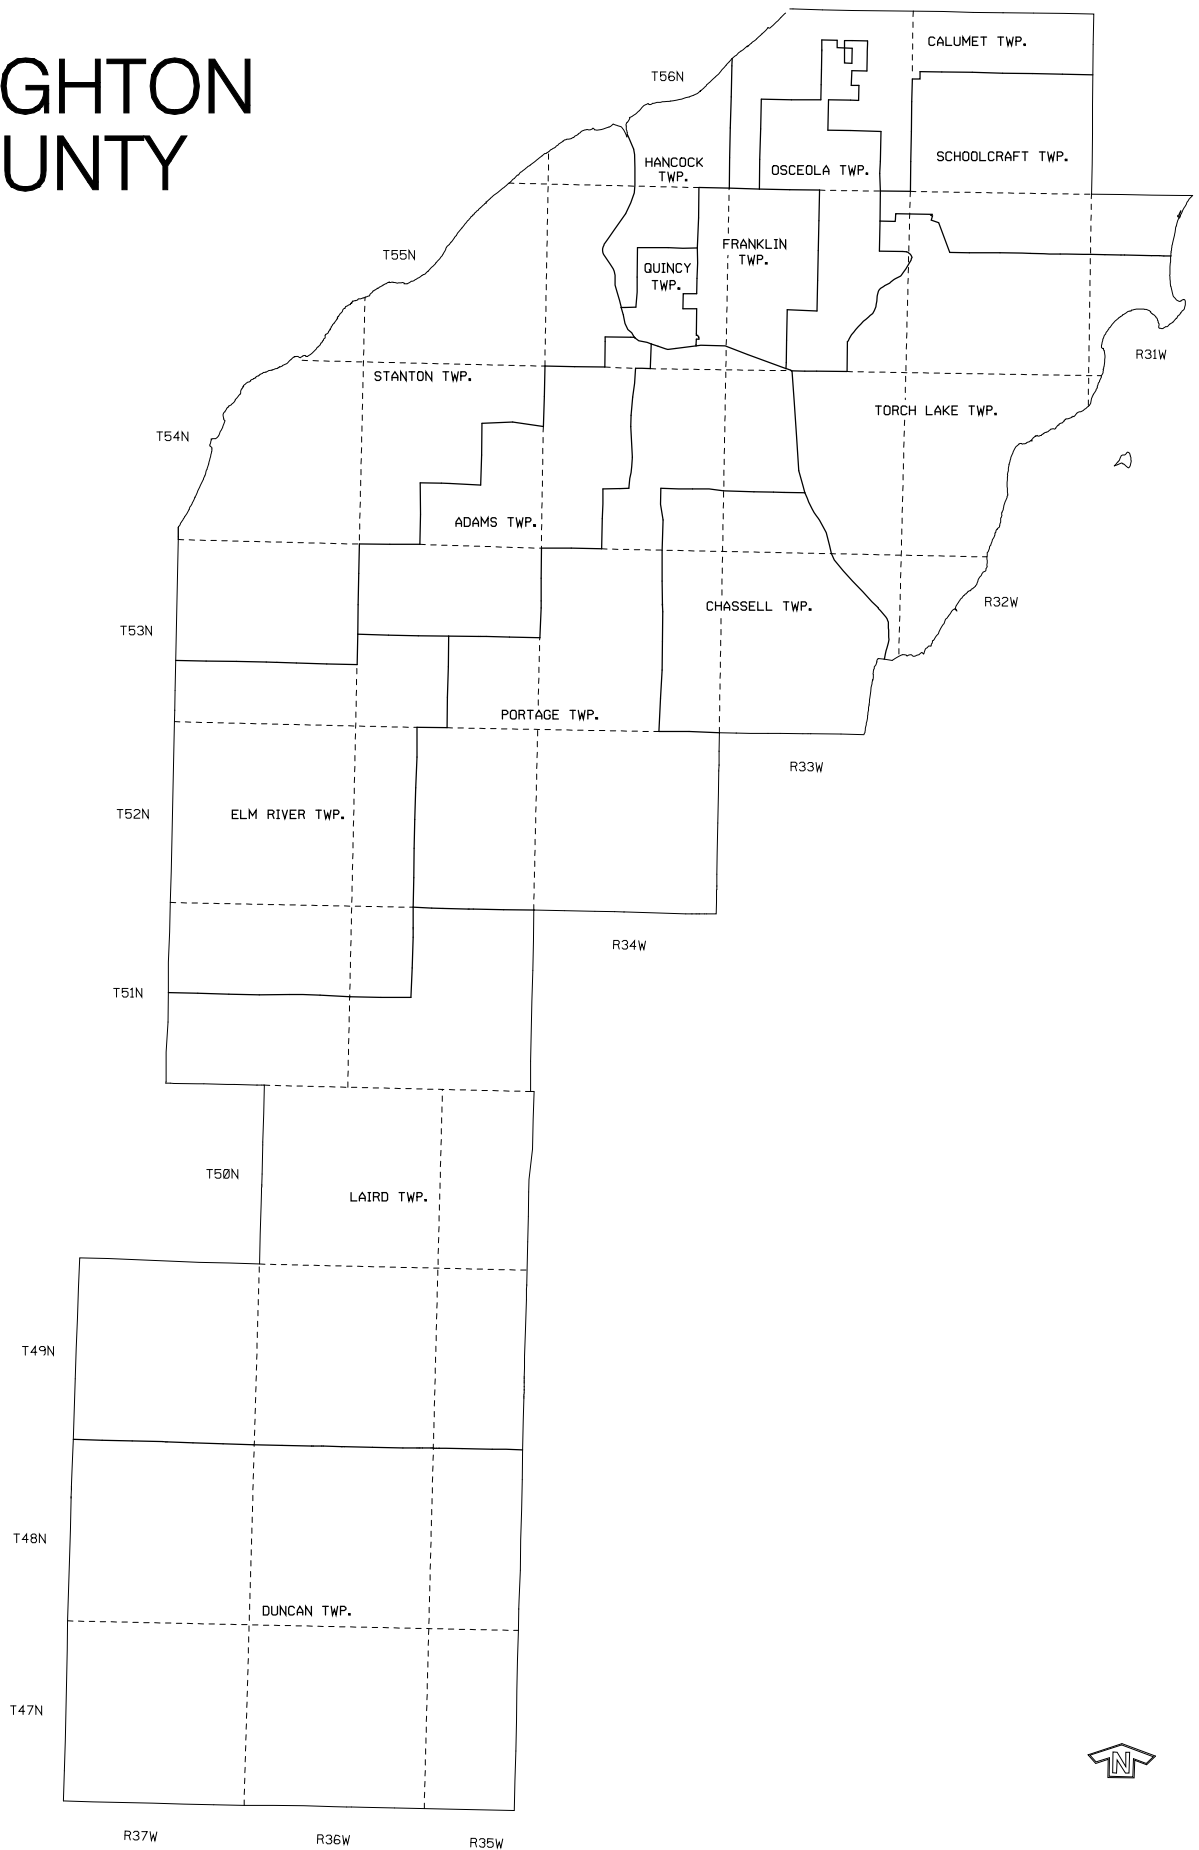 GHTON
UNTY
CALUMET TWP.
T56N
SCHOOLCRAFT TWP.
HANCOCK
TWP.
OSCEOLA TWP.
T55N
FRANKLIN
TWP.
QUINCY
TWP.
R31W
STANTON TWP.
TORCH LAKE TWP.
T54N
ADAMS TWP.
R32W
CHASSELL TWP.
T53N
PORTAGE TWP.
R33W
T52N
ELM RIVER TWP.
R34W
T51N
T50N
LAIRD TWP.
T49N
T48N
DUNCAN TWP.
T47N
N
R37W
R36W
R35W